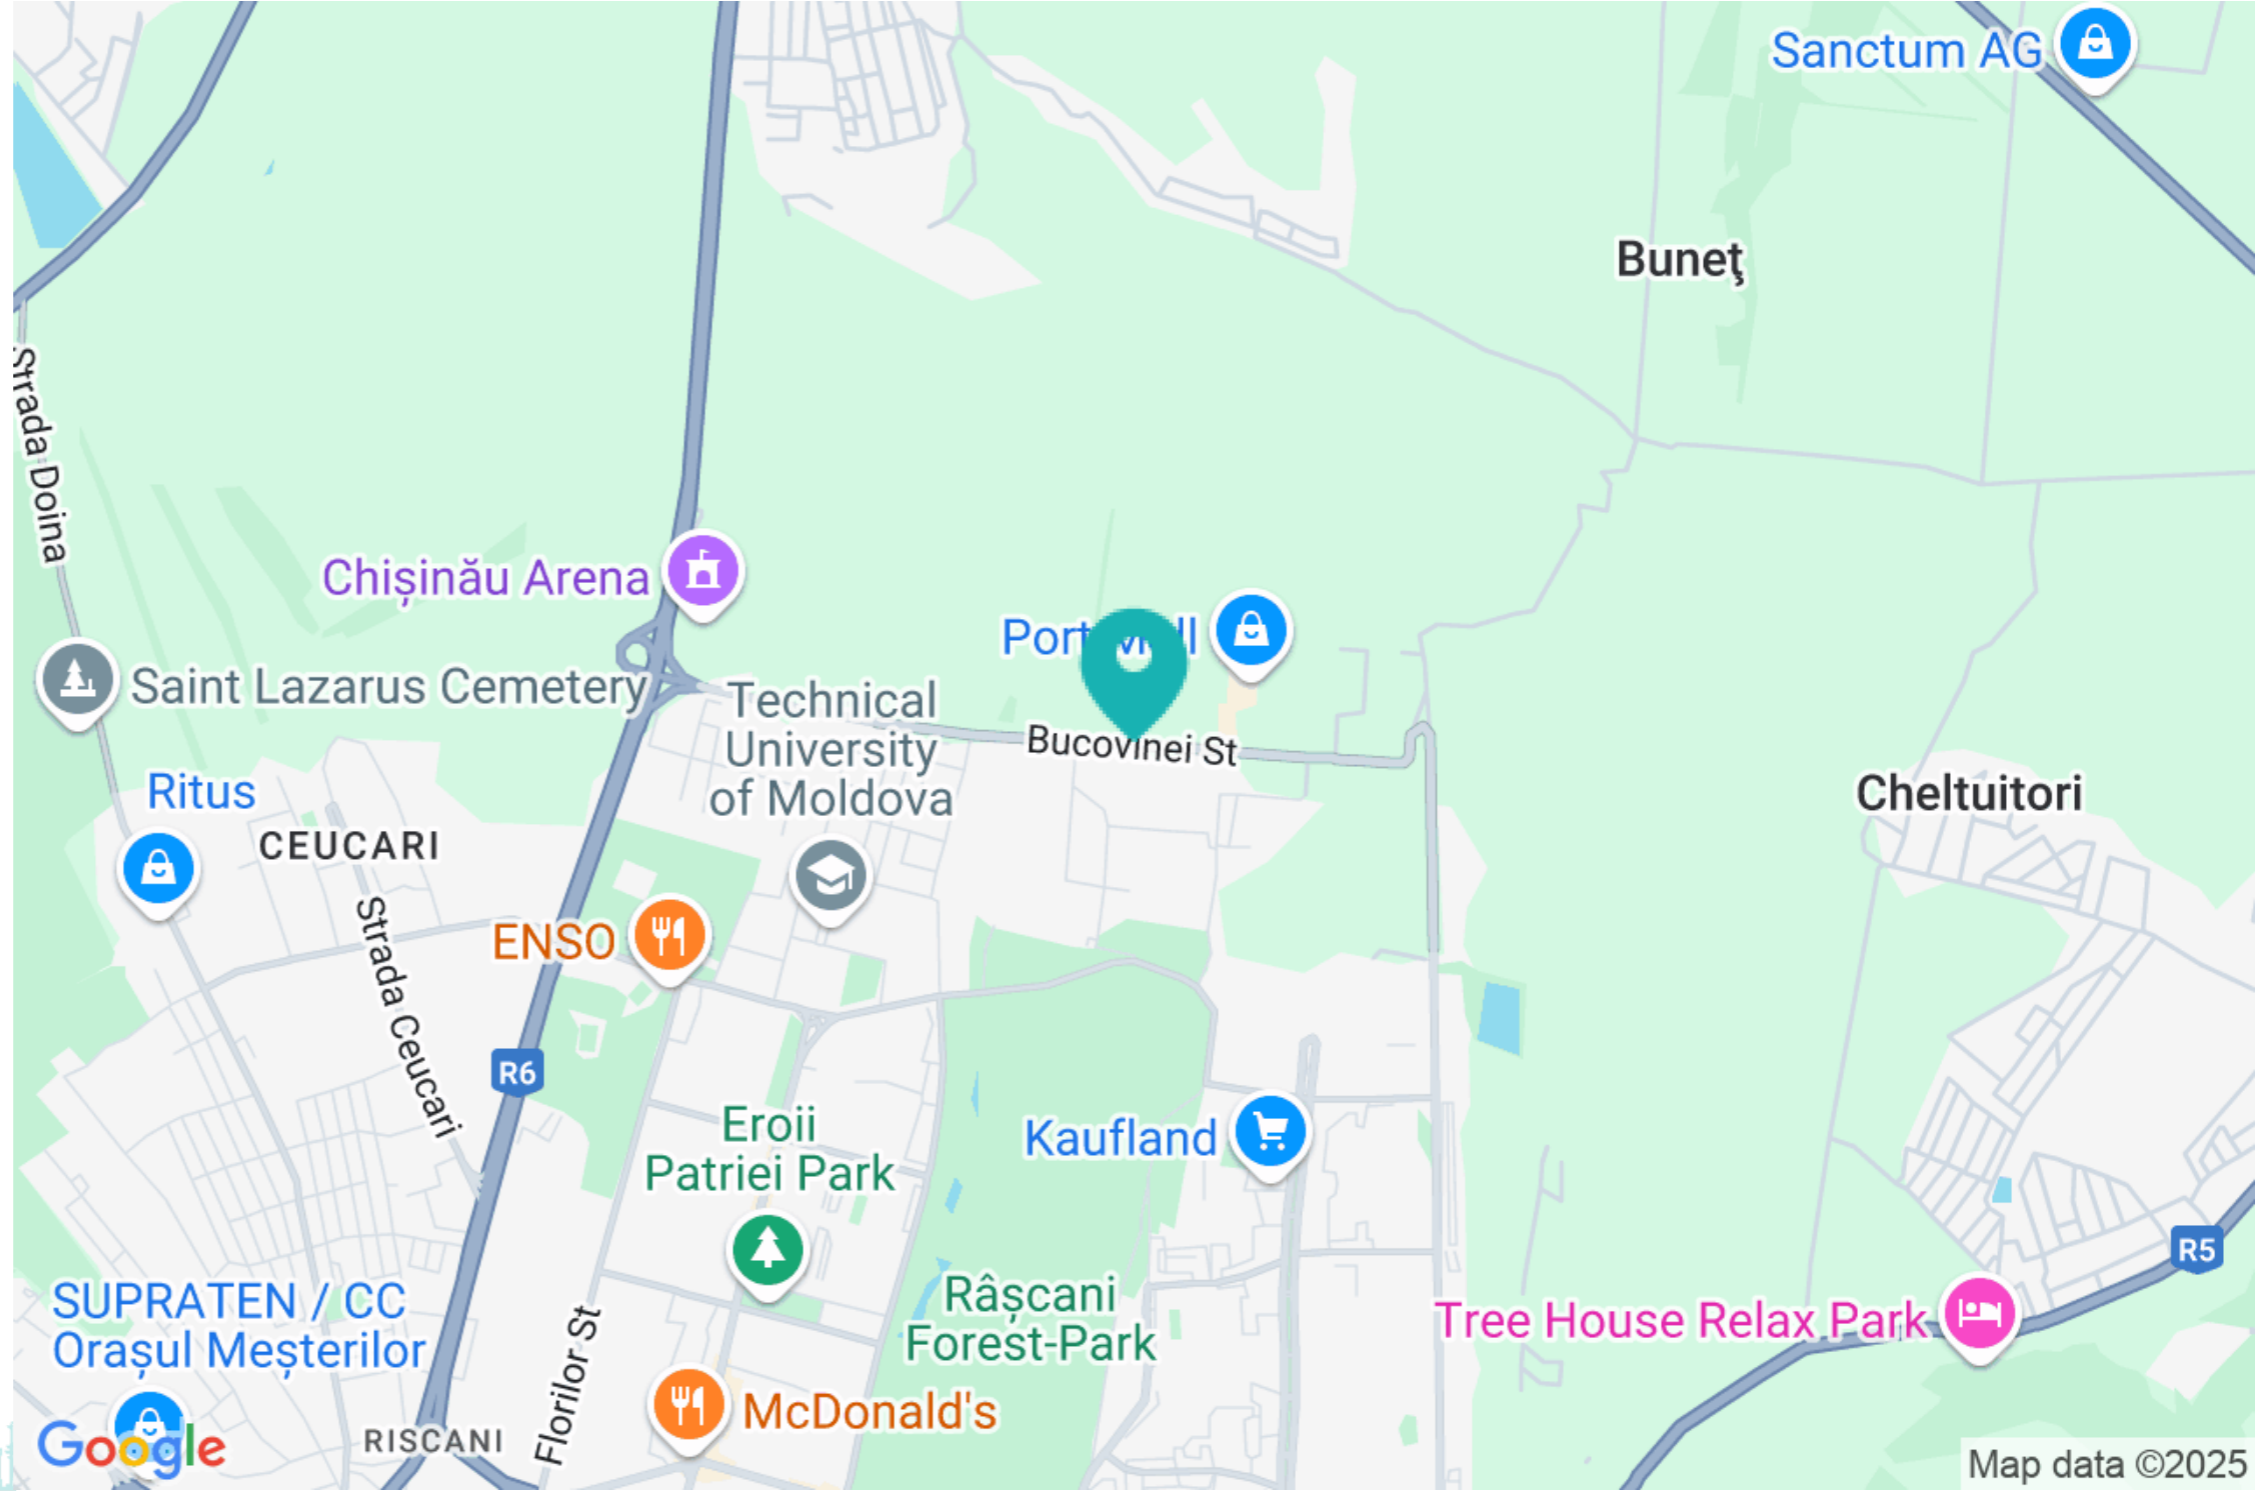 Sanctum AG
Buneţ
Strada Doina
Chișinău Arena
Saint Lazarus Cemetery
Technical
University
of Moldova
Bucovinei St
Ritus
CEUCARI
Cheltuitori
ENSO
Strada Ceucari
R6
Eroii
Patriei Park
Kaufland
R5
SUPRATEN / CC
Orașul Meșterilor
Râșcani
Forest-Park
Tree House Relax Park
Florilor St
McDonald's
RISCANI
Google
Map data ©2025